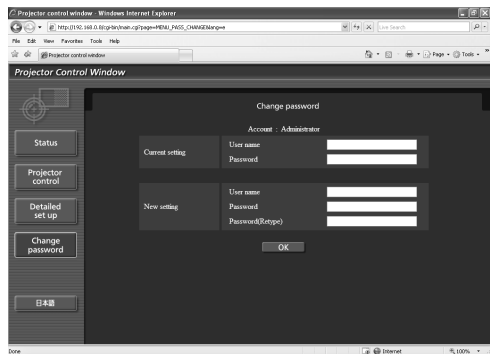 Projector control window - Windows Internet Explorer
http://192.168.0.8/cgi-bin/main.cgi?page=MENU_PASS_CHANGE&lang=e
Live Search
File Edit View Favorites Tools Help
Projector control window
Page Tools
Projector Control Window
Change password
Account : Administrator
Status
Current setting
User name
Password
Projector
control
Detailed
set up
New setting
User name
Password
Password(Retype)
Change
password
OK
日本語
Done
Internet
100%